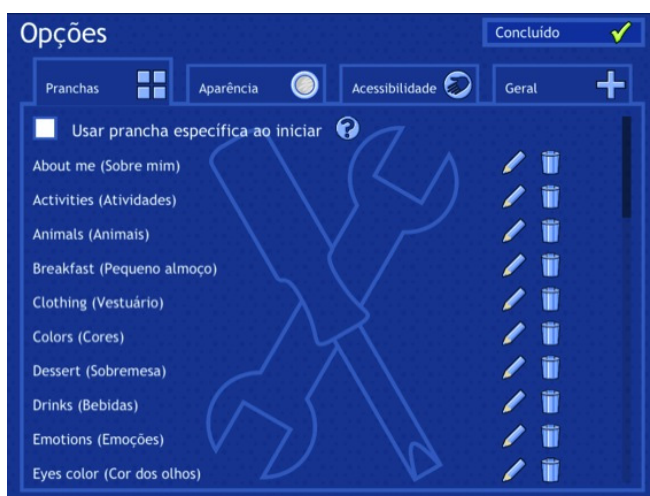 Opções
Concluído
Pranchas
Aparência
Acessibilidade
Geral
Usar prancha específica ao iniciar ?
About me (Sobre mim)
Activities (Atividades)
Animals (Animais)
Breakfast (Pequeno almoço)
Clothing (Vestuário)
Colors (Cores)
Dessert (Sobremesa)
Drinks (Bebidas)
Emotions (Emoções)
Eyes color (Cor dos olhos)